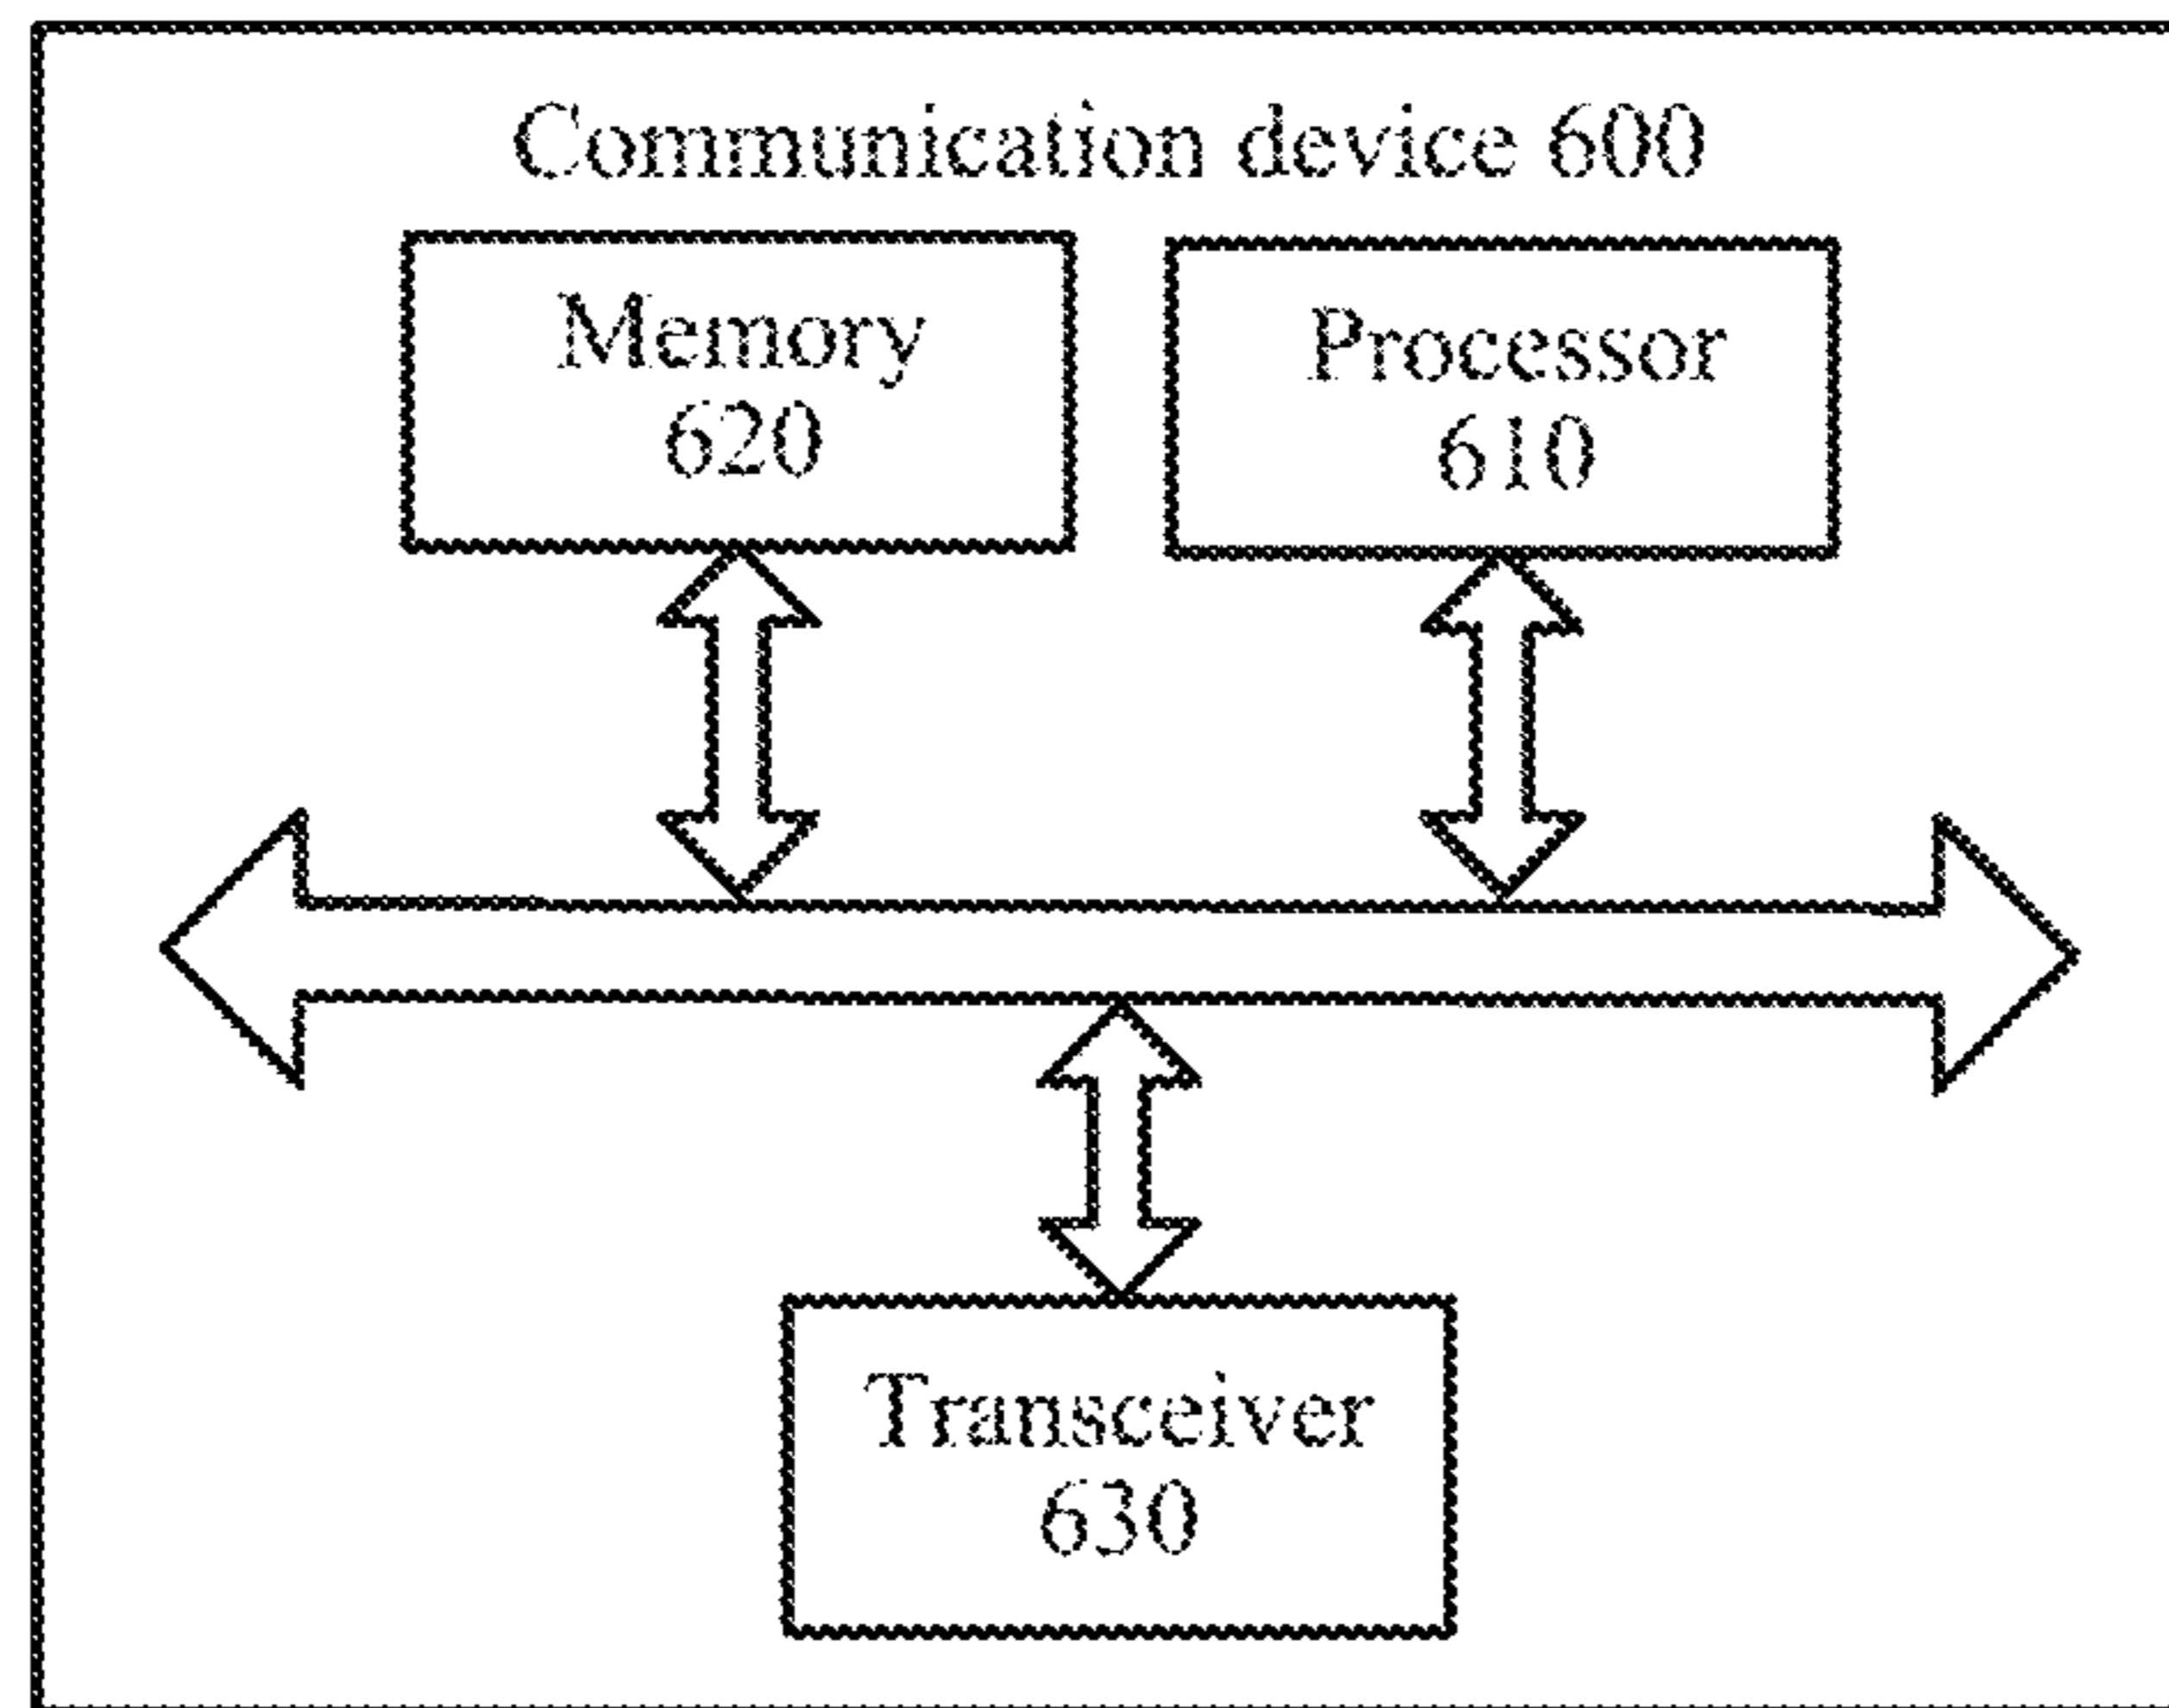 Communication device 600
Memory
620
Processor
610
Transceiver
630